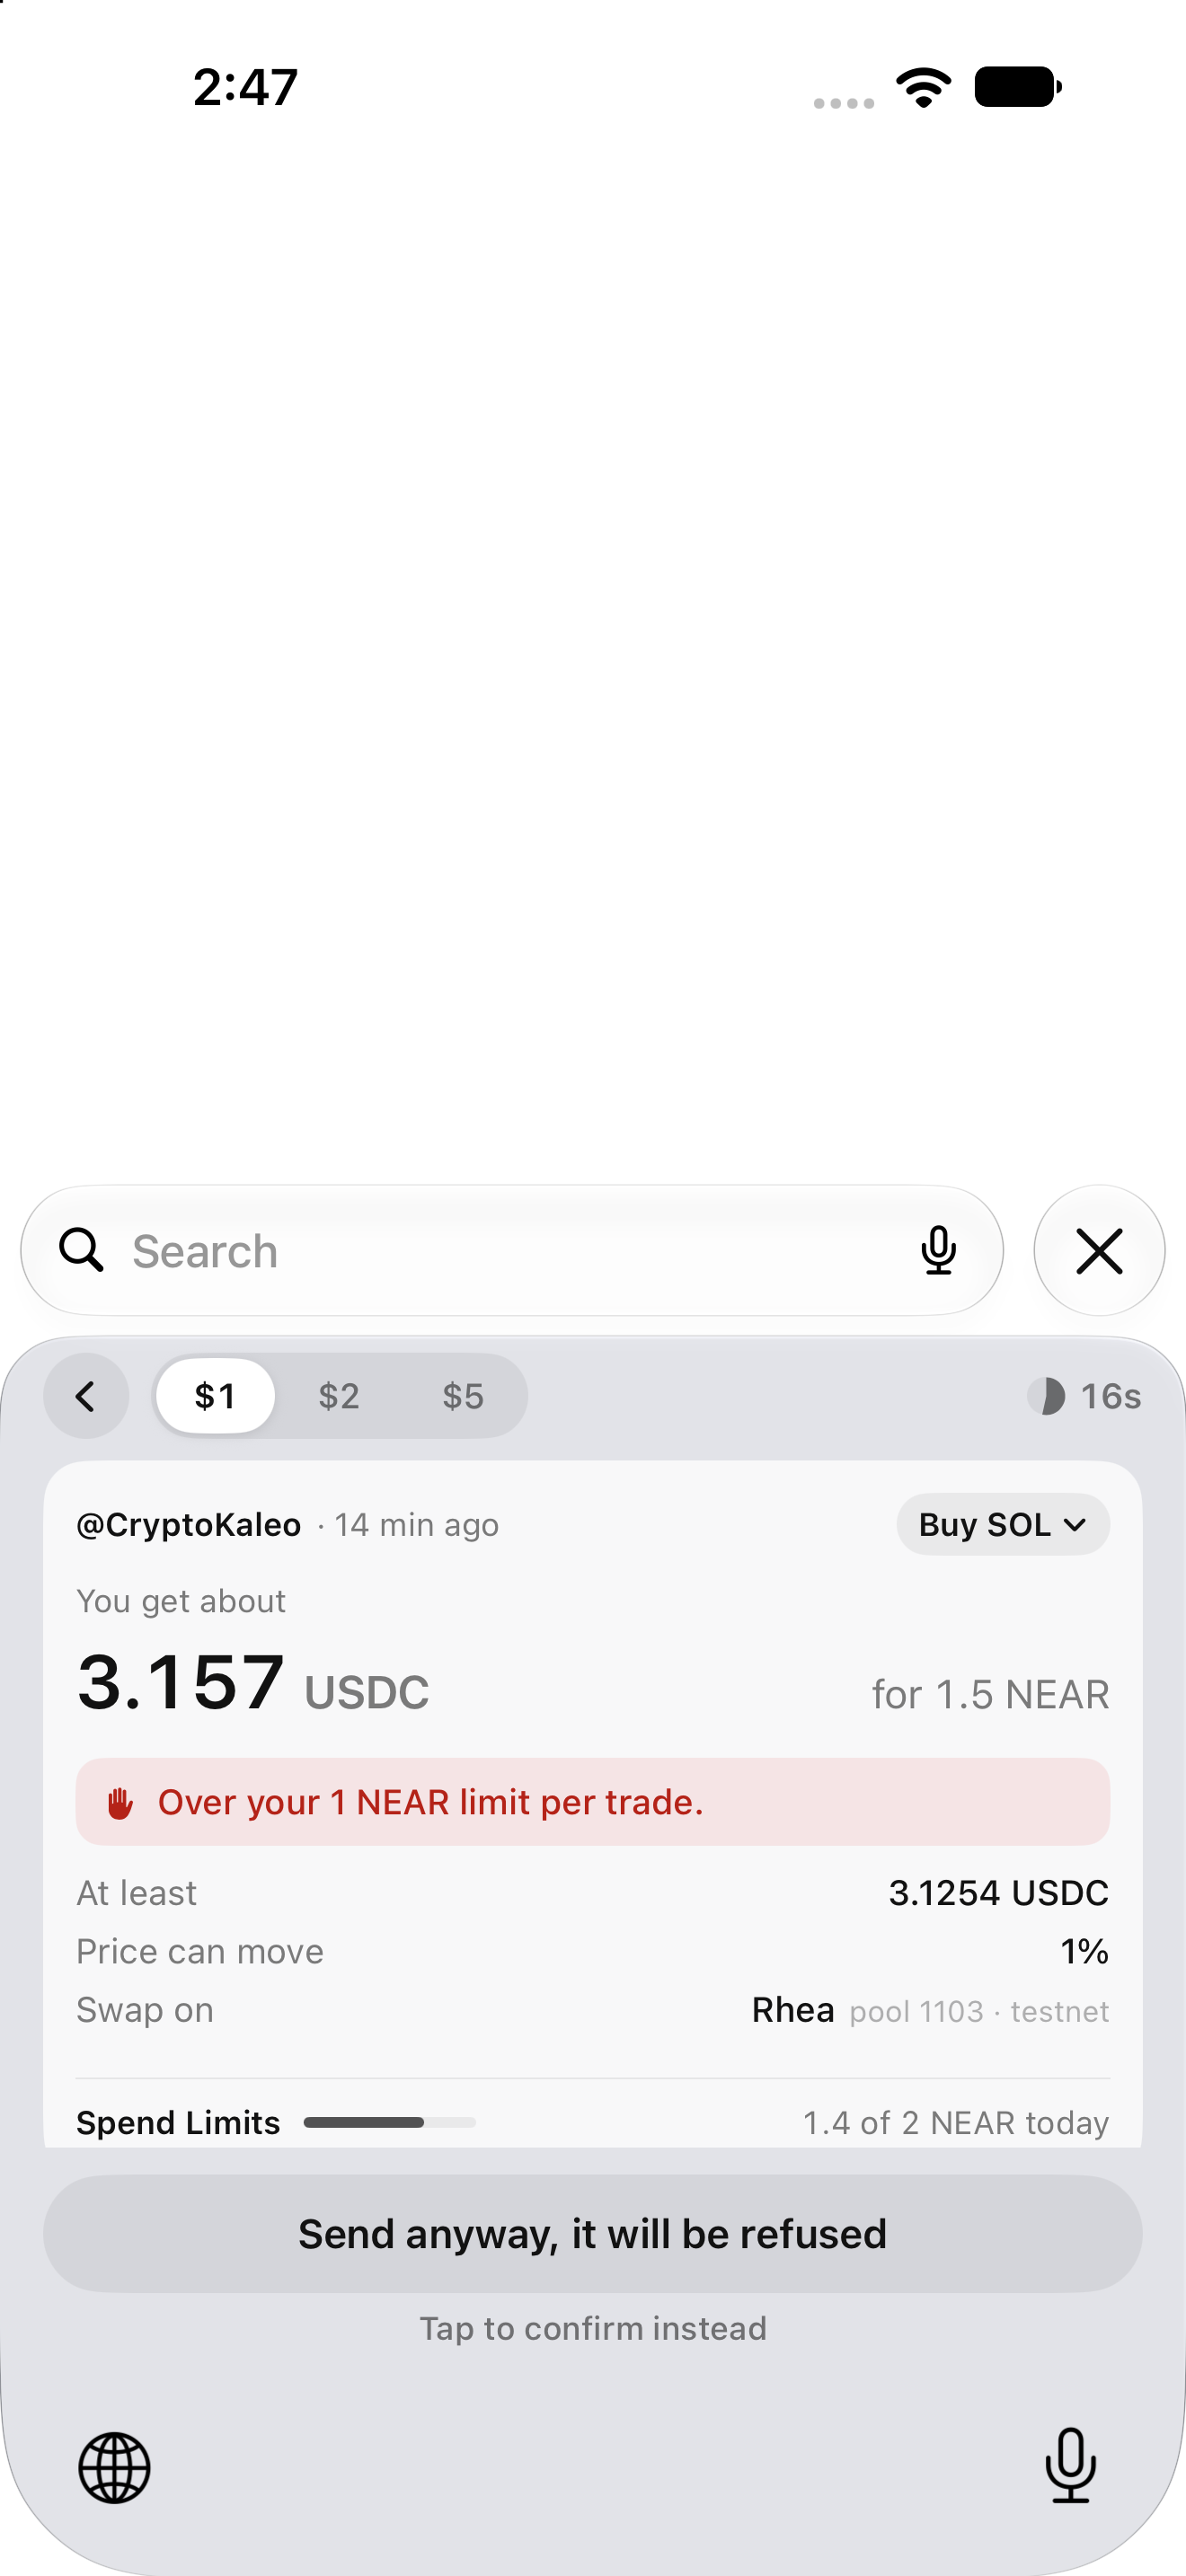 2:47
Search
$1 $2 $5 16s
@CryptoKaleo · 14 min ago Buy SOL
You get about
3.157 USDC for 1.5 NEAR
Over your 1 NEAR limit per trade.
At least 3.1254 USDC
Price can move 1%
Swap on Rhea pool 1103 · testnet
Spend Limits 1.4 of 2 NEAR today
Send anyway, it will be refused
Tap to confirm instead